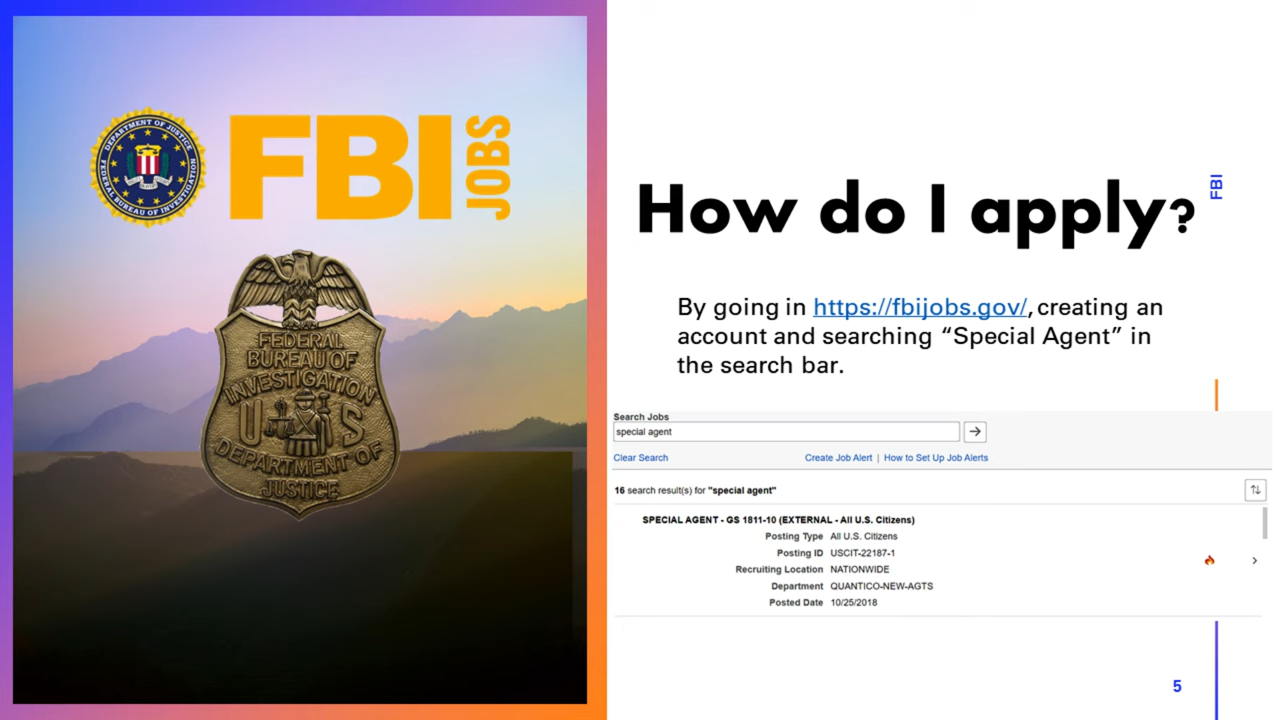 DEPARTMENT OF JUSTICE
FEDERAL BUREAU OF INVESTIGATION
FBI
JOBS
FEDERAL
BUREAU OF
INVESTIGATION
U S
DEPARTMENT OF
JUSTICE
How do I apply?
FBI
By going in https://fbijobs.gov/, creating an
account and searching “Special Agent” in
the search bar.
Search Jobs
special agent
Clear Search
Create Job Alert | How to Set Up Job Alerts
16 search result(s) for "special agent"
SPECIAL AGENT - GS 1811-10 (EXTERNAL - All U.S. Citizens)
Posting Type All U.S. Citizens
Posting ID USCIT-22187-1
Recruiting Location NATIONWIDE
Department QUANTICO-NEW-AGTS
Posted Date 10/25/2018
5